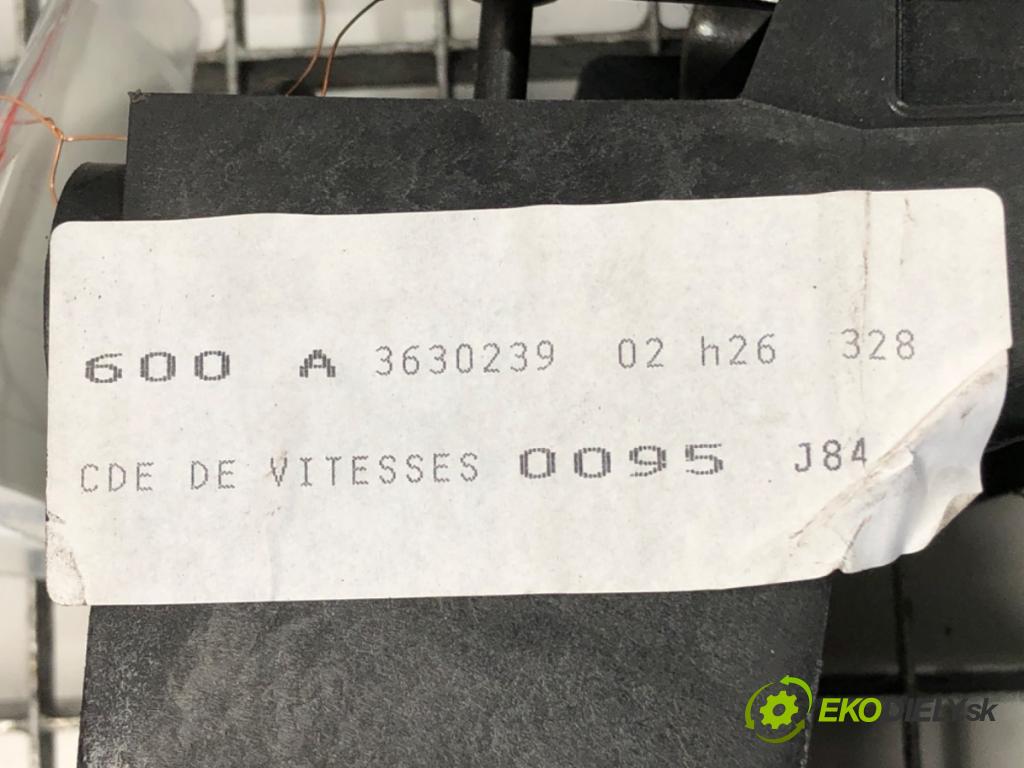 600 A 3630239 02 h26 328
CDE DE VITESSES 0095 J84
EKODIELY.sk